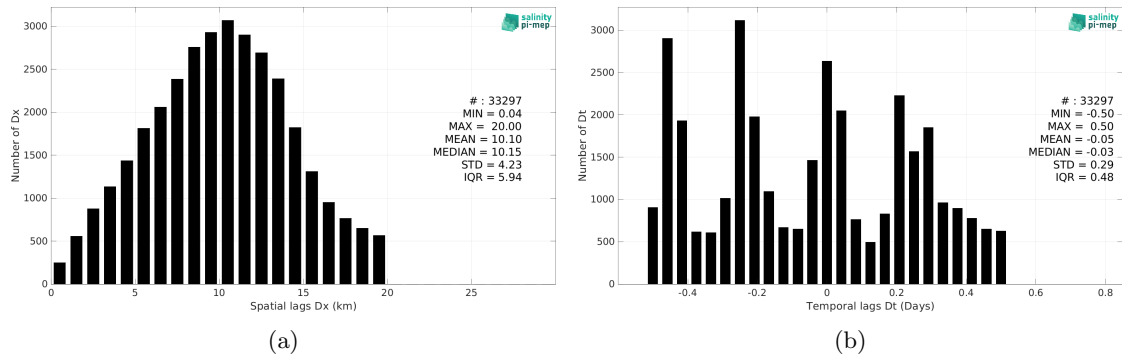 3000
2500
2000
1500
1000
500
0
Number of Dx
0 5 10 15 20 25
Spatial lags Dx (km)
salinity
pi-mep
# : 33297
MIN = 0.04
MAX = 20.00
MEAN = 10.10
MEDIAN = 10.15
STD = 4.23
IQR = 5.94
(a)
3000
2500
2000
1500
1000
500
0
Number of Dt
-0.4 -0.2 0 0.2 0.4 0.6 0.8
Temporal lags Dt (Days)
salinity
pi-mep
# : 33297
MIN = -0.50
MAX = 0.50
MEAN = -0.05
MEDIAN = -0.03
STD = 0.29
IQR = 0.48
(b)